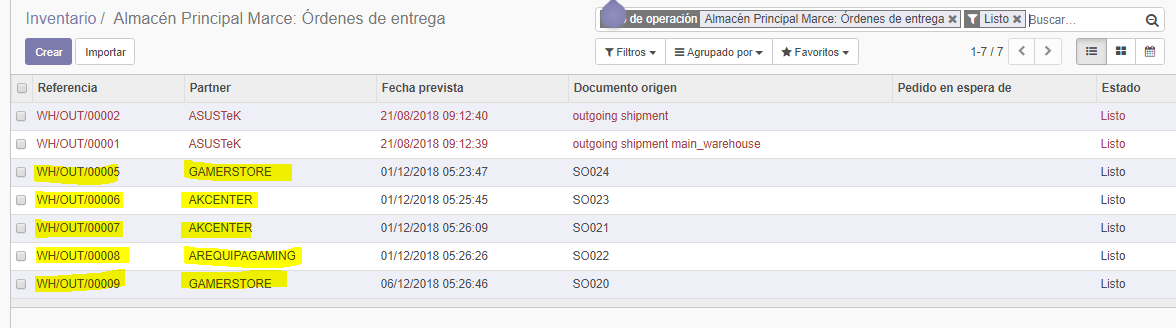 Inventario / Almacén Principal Marce: Órdenes de entrega
de operación Almacén Principal Marce: Órdenes de entrega × Listo × Buscar...
Crear Importar
Filtros Agrupado por Favoritos 1-7 / 7
Referencia Partner Fecha prevista Documento origen Pedido en espera de Estado
WH/OUT/00002 ASUSTeK 21/08/2018 09:12:40 outgoing shipment Listo
WH/OUT/00001 ASUSTeK 21/08/2018 09:12:39 outgoing shipment main_warehouse Listo
WH/OUT/00005 GAMERSTORE 01/12/2018 05:23:47 SO024 Listo
WH/OUT/00006 AKCENTER 01/12/2018 05:25:45 SO023 Listo
WH/OUT/00007 AKCENTER 01/12/2018 05:26:09 SO021 Listo
WH/OUT/00008 AREQUIPAGAMING 01/12/2018 05:26:26 SO022 Listo
WH/OUT/00009 GAMERSTORE 06/12/2018 05:26:46 SO020 Listo